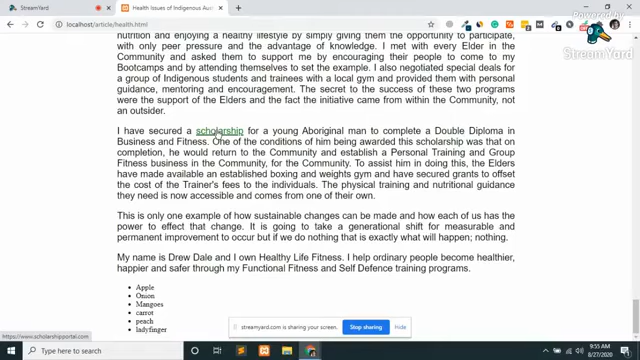 StreamYard
Health Issues of Indigenous Aust
localhost/article/health.html
Powered by
StreamYard
nutrition and enjoying a healthy lifestyle by simply giving them the opportunity to participate,
with only peer pressure and the advantage of knowledge. I met with every Elder in the
Community and asked them to support me by encouraging their people to come to my
Bootcamps and by attending themselves to set the example. I also negotiated special deals for
a group of Indigenous students and trainees with a local gym and provided them with personal
guidance, mentoring and encouragement. The secret to the success of these two programs
were the support of the Elders and the fact the initiative came from within the Community, not
an outsider.
I have secured a scholarship for a young Aboriginal man to complete a Double Diploma in
Business and Fitness. One of the conditions of him being awarded this scholarship was that on
completion, he would return to the Community and establish a Personal Training and Group
Fitness business in the Community, for the Community. To assist him in doing this, the Elders
have made available an established boxing and weights gym and have secured grants to offset
the cost of the Trainer's fees to the individuals. The physical training and nutritional guidance
they need is now accessible and comes from one of their own.
This is only one example of how sustainable changes can be made and how each of us has the
power to effect that change. It is going to take a generational shift for measurable and
permanent improvement to occur but if we do nothing that is exactly what will happen; nothing.
My name is Drew Dale and I own Healthy Life Fitness. I help ordinary people become healthier,
happier and safer through my Functional Fitness and Self Defence training programs.
Apple
Onion
Mangoes
carrot
peach
ladyfinger
https://www.scholarshipportal.com
streamyard.com is sharing your screen.
Stop sharing
Hide
Type here to search
9:55 AM
8/27/2020